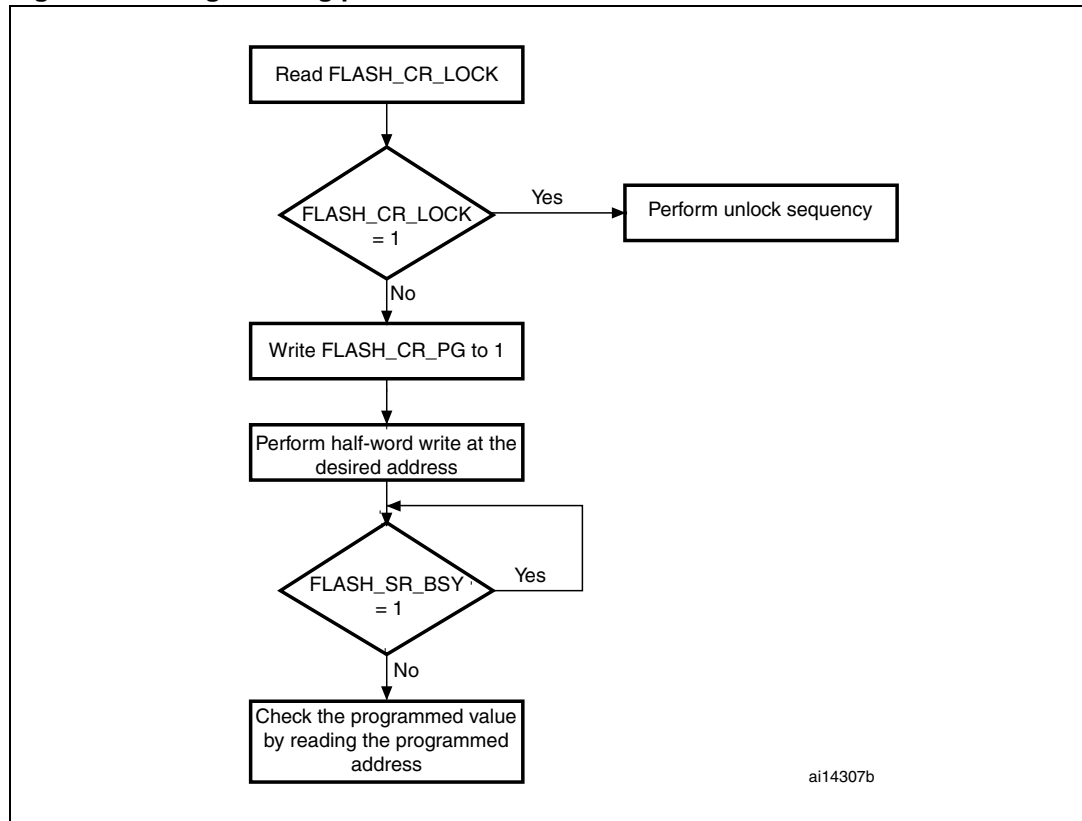 Read FLASH_CR_LOCK
FLASH_CR_LOCK
= 1
Yes
Perform unlock sequency
No
Write FLASH_CR_PG to 1
Perform half-word write at the
desired address
FLASH_SR_BSY
= 1
Yes
No
Check the programmed value
by reading the programmed
address
ai14307b